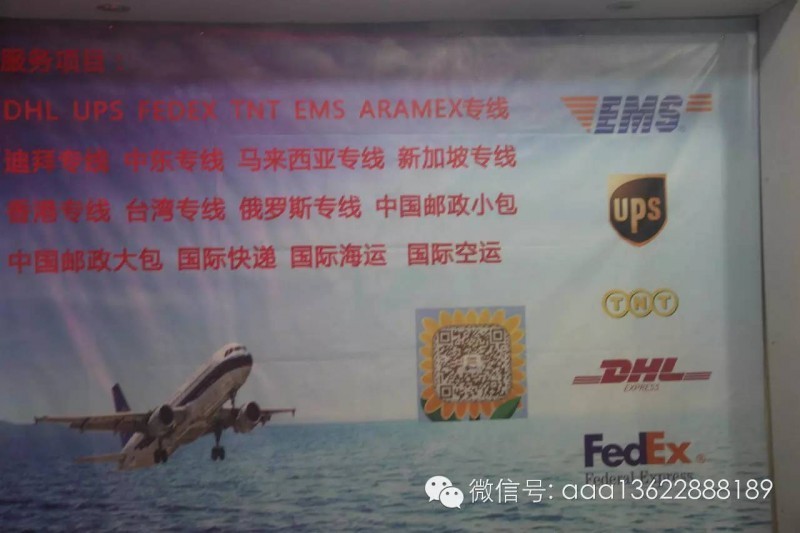 服务项目：
DHL UPS FEDEX TNT EMS ARAMEX专线
迪拜专线 中东专线 马来西亚专线 新加坡专线
香港专线 台湾专线 俄罗斯专线 中国邮政小包
中国邮政大包 国际快递 国际海运 国际空运
EMS
UPS
TNT
DHL
EXPRESS
FedEx®
Federal Express
微信号: aaa13622888189